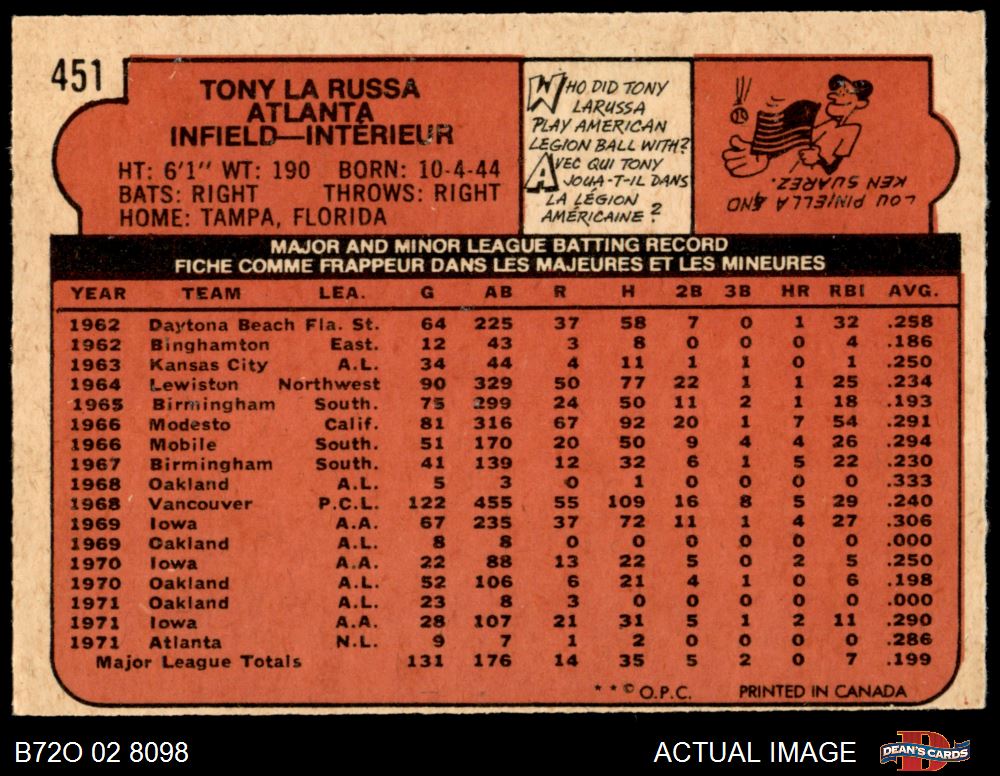 451
TONY LA RUSSA
ATLANTA
INFIELD—INTÉRIEUR
HT: 6'1" WT: 190 BORN: 10-4-44
BATS: RIGHT THROWS: RIGHT
HOME: TAMPA, FLORIDA
WHO DID TONY
LARUSSA
PLAY AMERICAN
LEGION BALL WITH?
AVEC QUI TONY
JOUA-T-IL DANS
LA LÉGION
AMÉRICAINE?
LOU PINIELLA AND
KEN SUAREZ.
MAJOR AND MINOR LEAGUE BATTING RECORD
FICHE COMME FRAPPEUR DANS LES MAJEURES ET LES MINEURES
YEAR TEAM LEA. G AB R H 2B 3B HR RBI AVG.
1962 Daytona Beach Fla. St. 64 225 37 58 7 0 1 32 .258
1962 Binghamton East. 12 43 3 8 0 0 0 4 .186
1963 Kansas City A.L. 34 44 4 11 1 1 0 1 .250
1964 Lewiston Northwest 90 329 50 77 22 1 1 25 .234
1965 Birmingham South. 75 299 24 50 11 2 1 18 .193
1966 Modesto Calif. 81 316 67 92 20 1 7 54 .291
1966 Mobile South. 51 170 20 50 9 4 4 26 .294
1967 Birmingham South. 41 139 12 32 6 1 5 22 .230
1968 Oakland A.L. 5 3 0 1 0 0 0 0 .333
1968 Vancouver P.C.L. 122 455 55 109 16 8 5 29 .240
1969 Iowa A.A. 67 235 37 72 11 1 4 27 .306
1969 Oakland A.L. 8 8 0 0 0 0 0 0 .000
1970 Iowa A.A. 22 88 13 22 5 0 2 5 .250
1970 Oakland A.L. 52 106 6 21 4 1 0 6 .198
1971 Oakland A.L. 23 8 3 0 0 0 0 0 .000
1971 Iowa A.A. 28 107 21 31 5 1 2 11 .290
1971 Atlanta N.L. 9 7 1 2 0 0 0 0 .286
Major League Totals 131 176 14 35 5 2 0 7 .199
* * © O.P.C. PRINTED IN CANADA
B72O 02 8098
ACTUAL IMAGE
DEAN'S CARDS